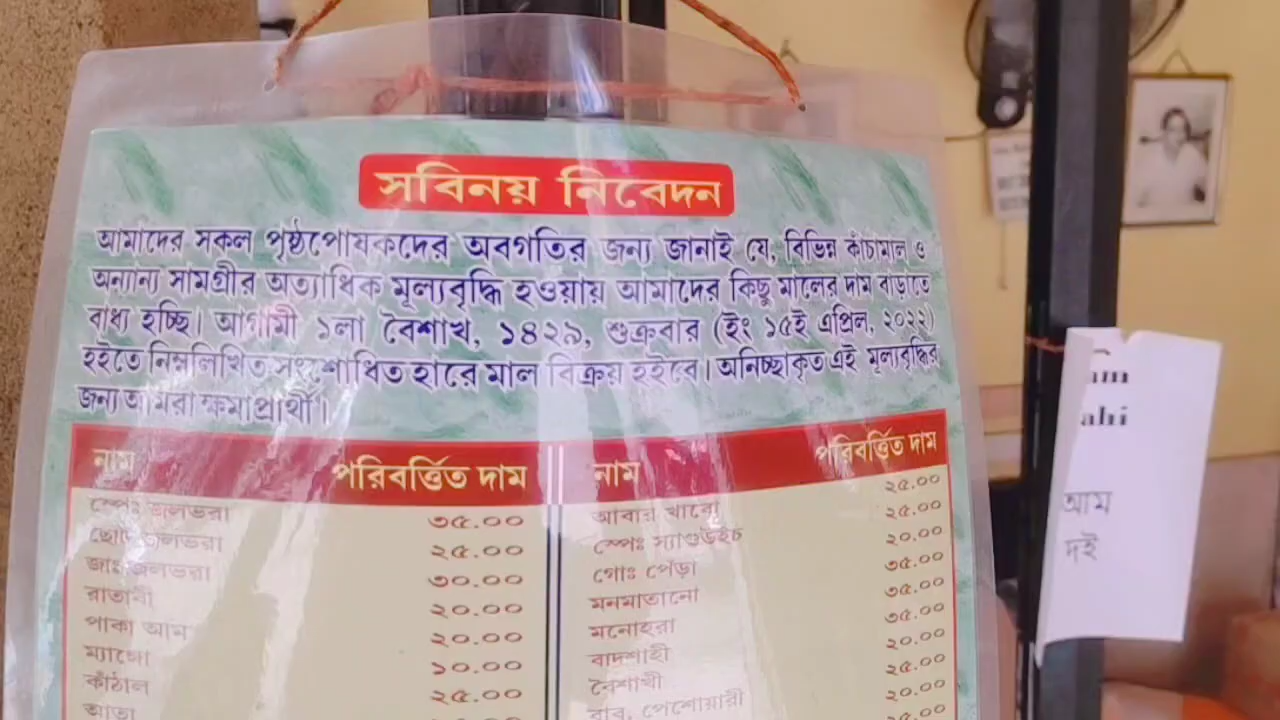 সবিনয় নিবেদন
আমাদের সকল পৃষ্ঠপোষকদের অবগতির জন্য জানাই যে, বিভিন্ন কাঁচামাল ও
অন্যান্য সামগ্রীর অত্যাধিক মূল্যবৃদ্ধি হওয়ায় আমাদের কিছু মালের দাম বাড়াতে
বাধ্য হচ্ছি। আগামী ১লা বৈশাখ, ১৪২৯, শুক্রবার (ইং ১৫ই এপ্রিল, ২০২২)
হইতে নিম্নলিখিত সংশোধিত হারে মাল বিক্রয় হইবে। অনিচ্ছাকৃত এই মূল্যবৃদ্ধির
জন্য আমরা ক্ষমাপ্রার্থী।
নাম পরিবর্ত্তিত দাম
স্পেঃ জলভরা ৩৫.০০
ছোট জলভরা ২৫.০০
জাঃ জলভরা ৩০.০০
রাতাবী ২০.০০
পাকা আম ২০.০০
ম্যাঙ্গো ১০.০০
কাঁঠাল ২৫.০০
আতা
নাম পরিবর্ত্তিত দাম
২৫.০০
আবার খাবো ২৫.০০
স্পেঃ স্যাণ্ডউইচ ২০.০০
গোঃ পেঁড়া ৩৫.০০
মনমাতানো ৩৫.০০
মনোহরা ৩৫.০০
বাদশাহী ২০.০০
বৈশাখী ২৫.০০
বাব, পেশোয়ারী ২০.০০
আম
দই